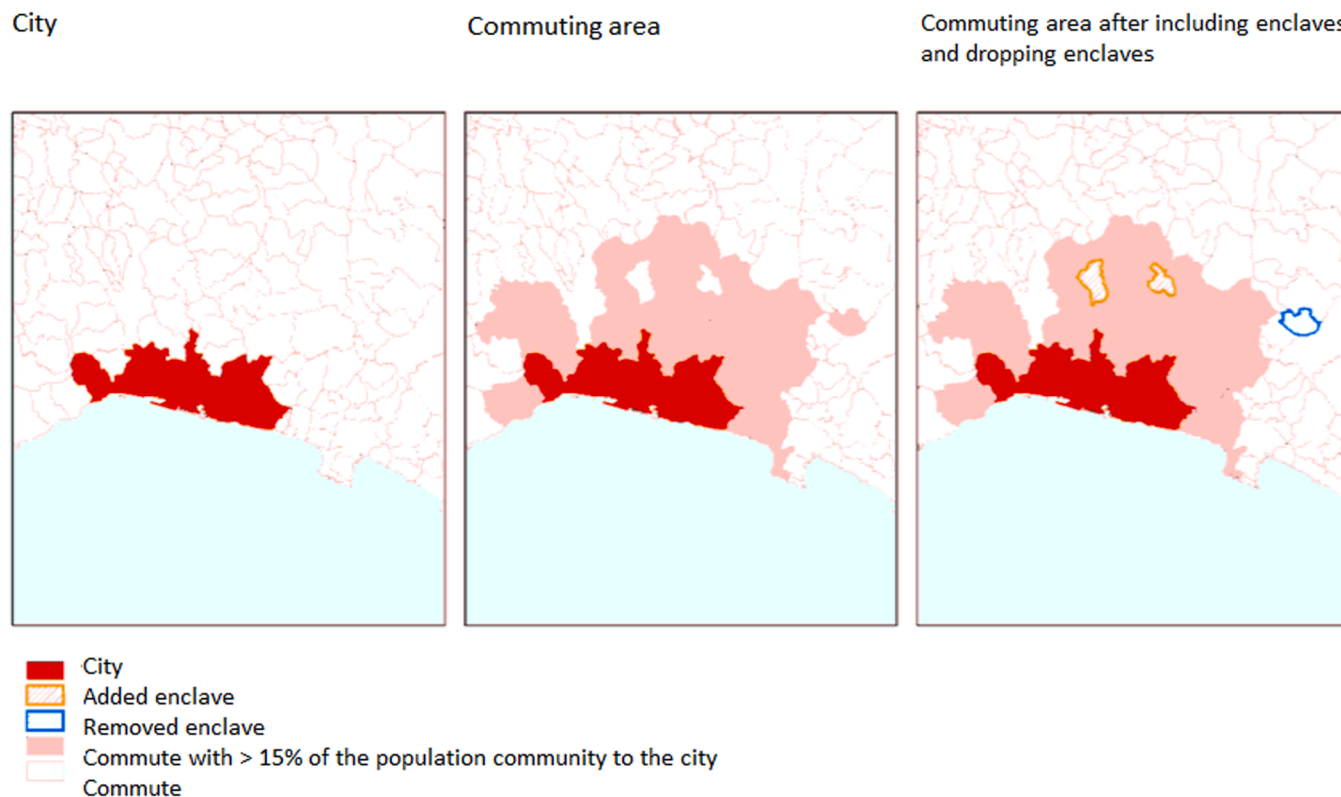 City
Commuting area
Commuting area after including enclaves
and dropping enclaves
City
Added enclave
Removed enclave
Commute with > 15% of the population community to the city
Commute